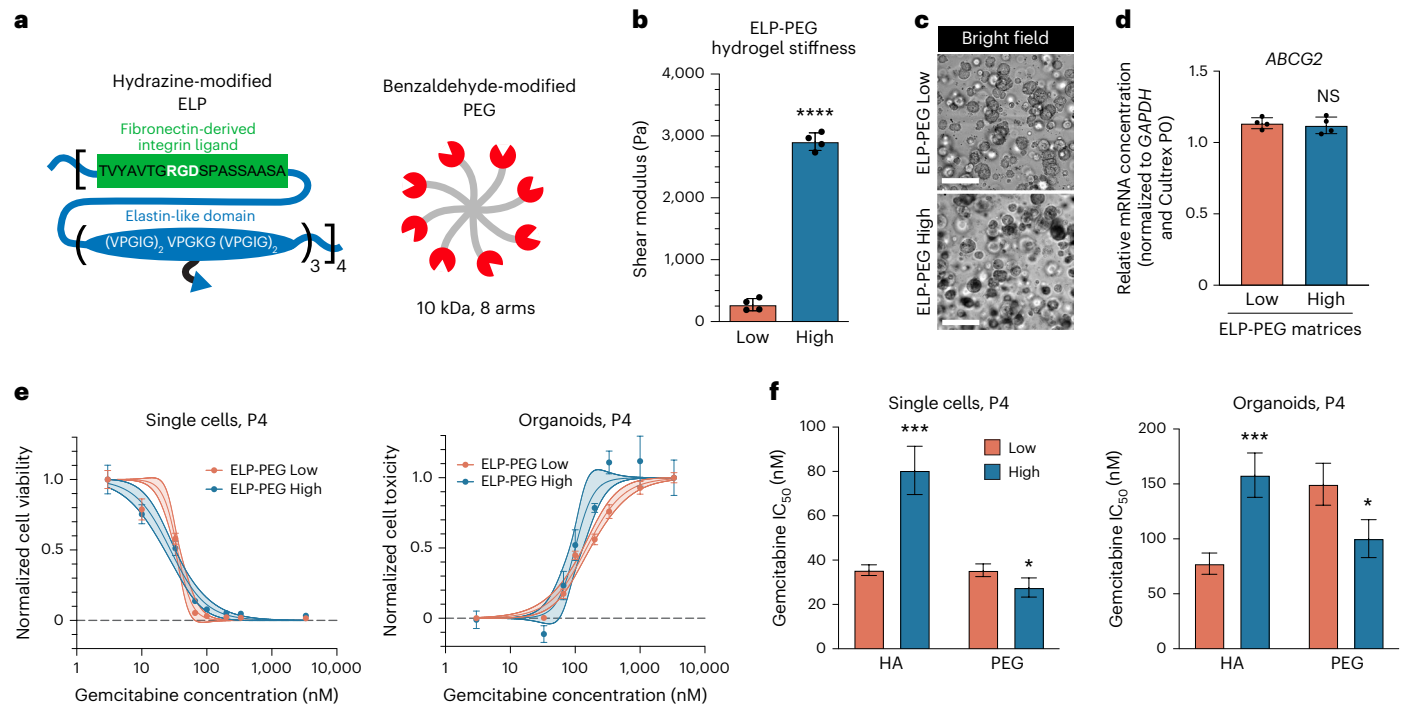 a
Hydrazine-modified
ELP
Fibronectin-derived
integrin ligand
[TVYAVTGRGDSPASSAASA
Elastin-like domain
((VPGIG)₂ VPGKG (VPGIG)₂)₃]₄
Benzaldehyde-modified
PEG
10 kDa, 8 arms
b
ELP-PEG
hydrogel stiffness
Shear modulus (Pa)
4,000
3,000
2,000
1,000
0
****
Low
High
c
Bright field
ELP-PEG Low
ELP-PEG High
d
ABCG2
Relative mRNA concentration
(normalized to GAPDH
and Cultrex P0)
1.5
1.0
0.5
0
NS
Low
High
ELP-PEG matrices
e
Single cells, P4
Normalized cell viability
1.0
0.5
0
ELP-PEG Low
ELP-PEG High
1
10
100
1,000
10,000
Gemcitabine concentration (nM)
Organoids, P4
Normalized cell toxicity
1.0
0.5
0
ELP-PEG Low
ELP-PEG High
1
10
100
1,000
10,000
Gemcitabine concentration (nM)
f
Single cells, P4
Gemcitabine IC₅₀ (nM)
100
80
60
40
20
0
***
*
Low
High
HA
PEG
Organoids, P4
Gemcitabine IC₅₀ (nM)
200
150
100
50
0
***
*
HA
PEG